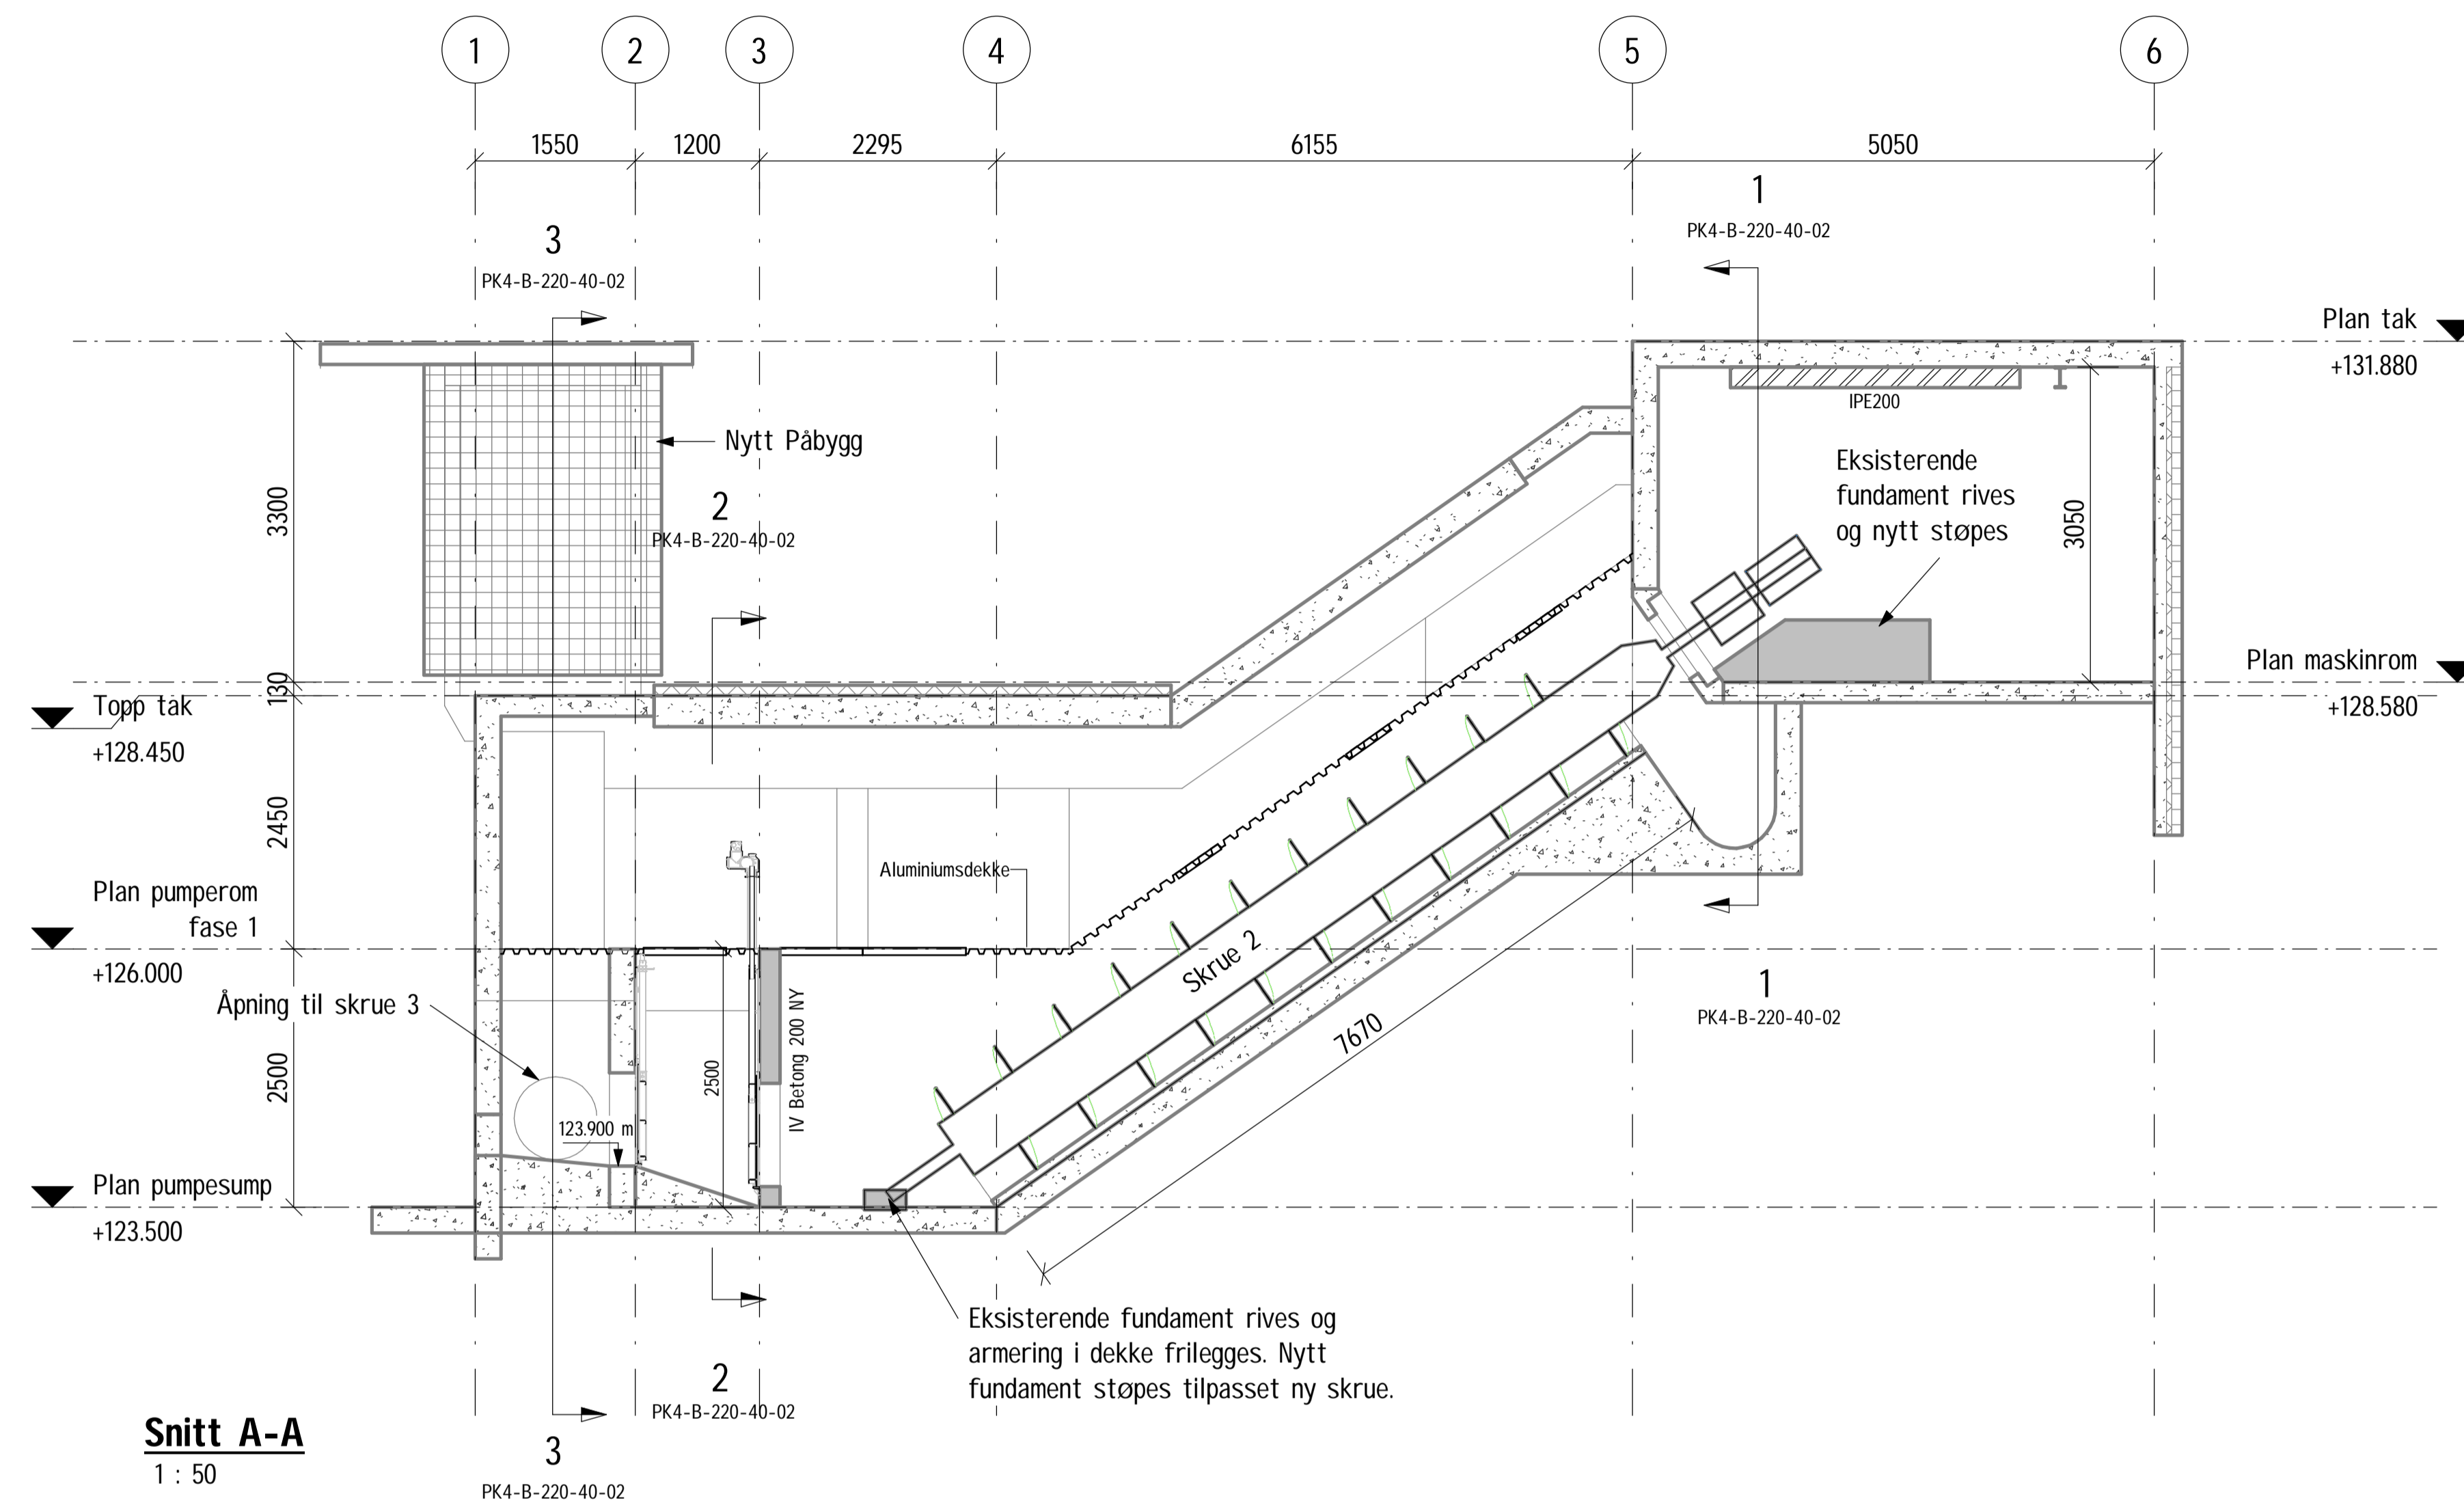 1
2
3
4
5
6
1550
1200
2295
6155
5050
1
PK4-B-220-40-02
3
PK4-B-220-40-02
Plan tak
+131.880
IPE200
Nytt Påbygg
Eksisterende
fundament rives
og nytt støpes
2
PK4-B-220-40-02
3300
3050
Plan maskinrom
+128.580
130
Topp tak
+128.450
2450
Aluminiumsdekke
Plan pumperom
fase 1
+126.000
Skrue 2
1
PK4-B-220-40-02
Åpning til skrue 3
IV Betong 200 NY
7670
2500
2500
123.900 m
Plan pumpesump
+123.500
Eksisterende fundament rives og
armering i dekke frilegges. Nytt
fundament støpes tilpasset ny skrue.
2
PK4-B-220-40-02
Snitt A-A
1 : 50
3
PK4-B-220-40-02